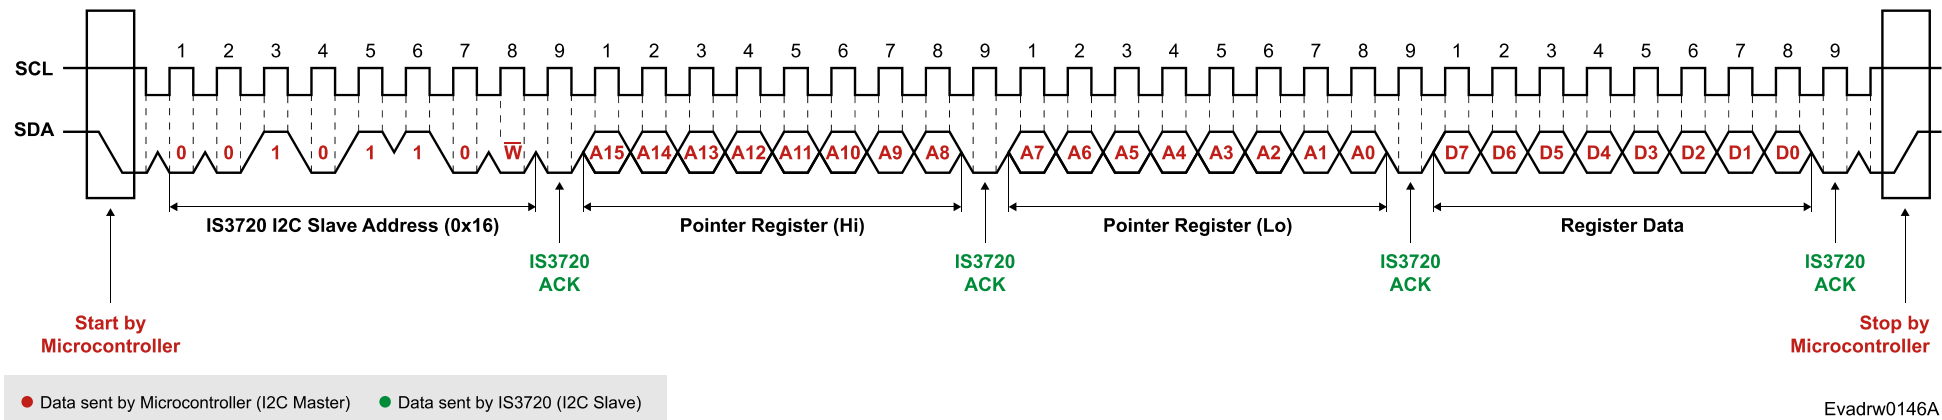 1 2 3 4 5 6 7 8 9 1 2 3 4 5 6 7 8 9 1 2 3 4 5 6 7 8 9 1 2 3 4 5 6 7 8 9
SCL
SDA
0 0 1 0 1 1 0 W̅ A15 A14 A13 A12 A11 A10 A9 A8 A7 A6 A5 A4 A3 A2 A1 A0 D7 D6 D5 D4 D3 D2 D1 D0
IS3720 I2C Slave Address (0x16) Pointer Register (Hi) Pointer Register (Lo) Register Data
IS3720 IS3720 IS3720 IS3720
ACK ACK ACK ACK
Start by Stop by
Microcontroller Microcontroller
Data sent by Microcontroller (I2C Master) Data sent by IS3720 (I2C Slave)
Evadrw0146A